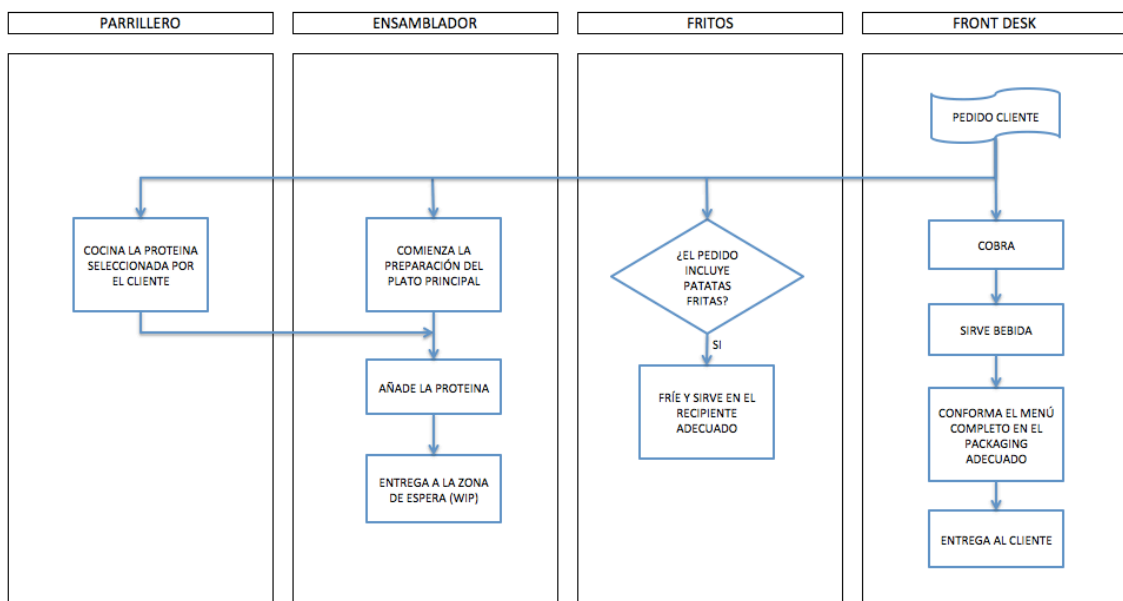 PARRILLERO
ENSAMBLADOR
FRITOS
FRONT DESK
PEDIDO CLIENTE
COCINA LA PROTEINA
SELECCIONADA POR
EL CLIENTE
COMIENZA LA
PREPARACIÓN DEL
PLATO PRINCIPAL
¿EL PEDIDO
INCLUYE
PATATAS
FRITAS?
COBRA
SI
SIRVE BEBIDA
AÑADE LA PROTEINA
FRÍE Y SIRVE EN EL
RECIPIENTE
ADECUADO
CONFORMA EL MENÚ
COMPLETO EN EL
PACKAGING
ADECUADO
ENTREGA A LA ZONA
DE ESPERA (WIP)
ENTREGA AL CLIENTE